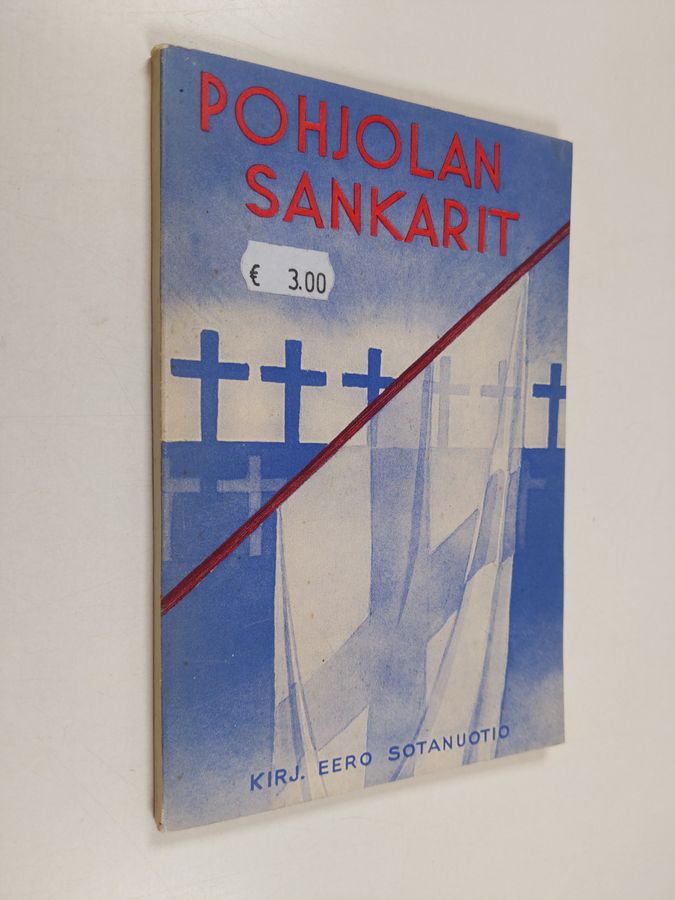 POHJOLAN
SANKARIT
€ 3.00
KIRJ. EERO SOTANUOTIO